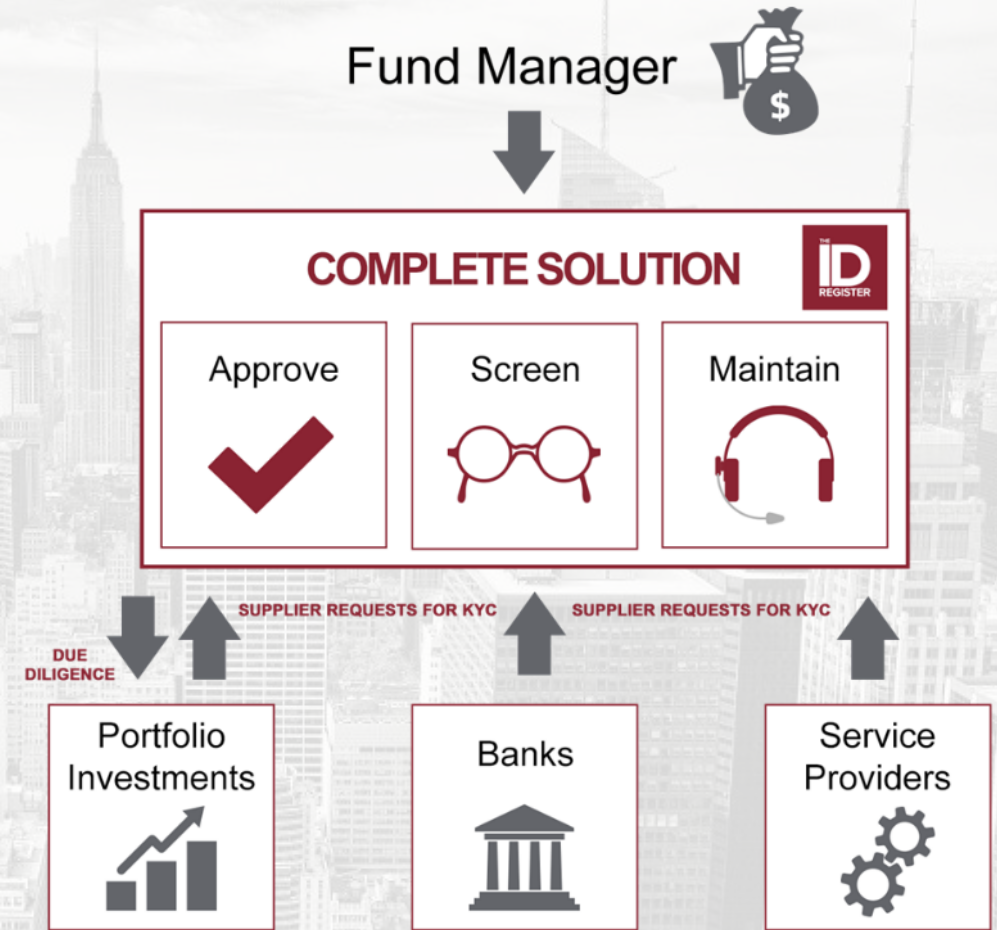 Fund Manager
$
COMPLETE SOLUTION
THE
ID
REGISTER
Approve
Screen
Maintain
SUPPLIER REQUESTS FOR KYC
SUPPLIER REQUESTS FOR KYC
DUE
DILIGENCE
Portfolio
Investments
Banks
Service
Providers